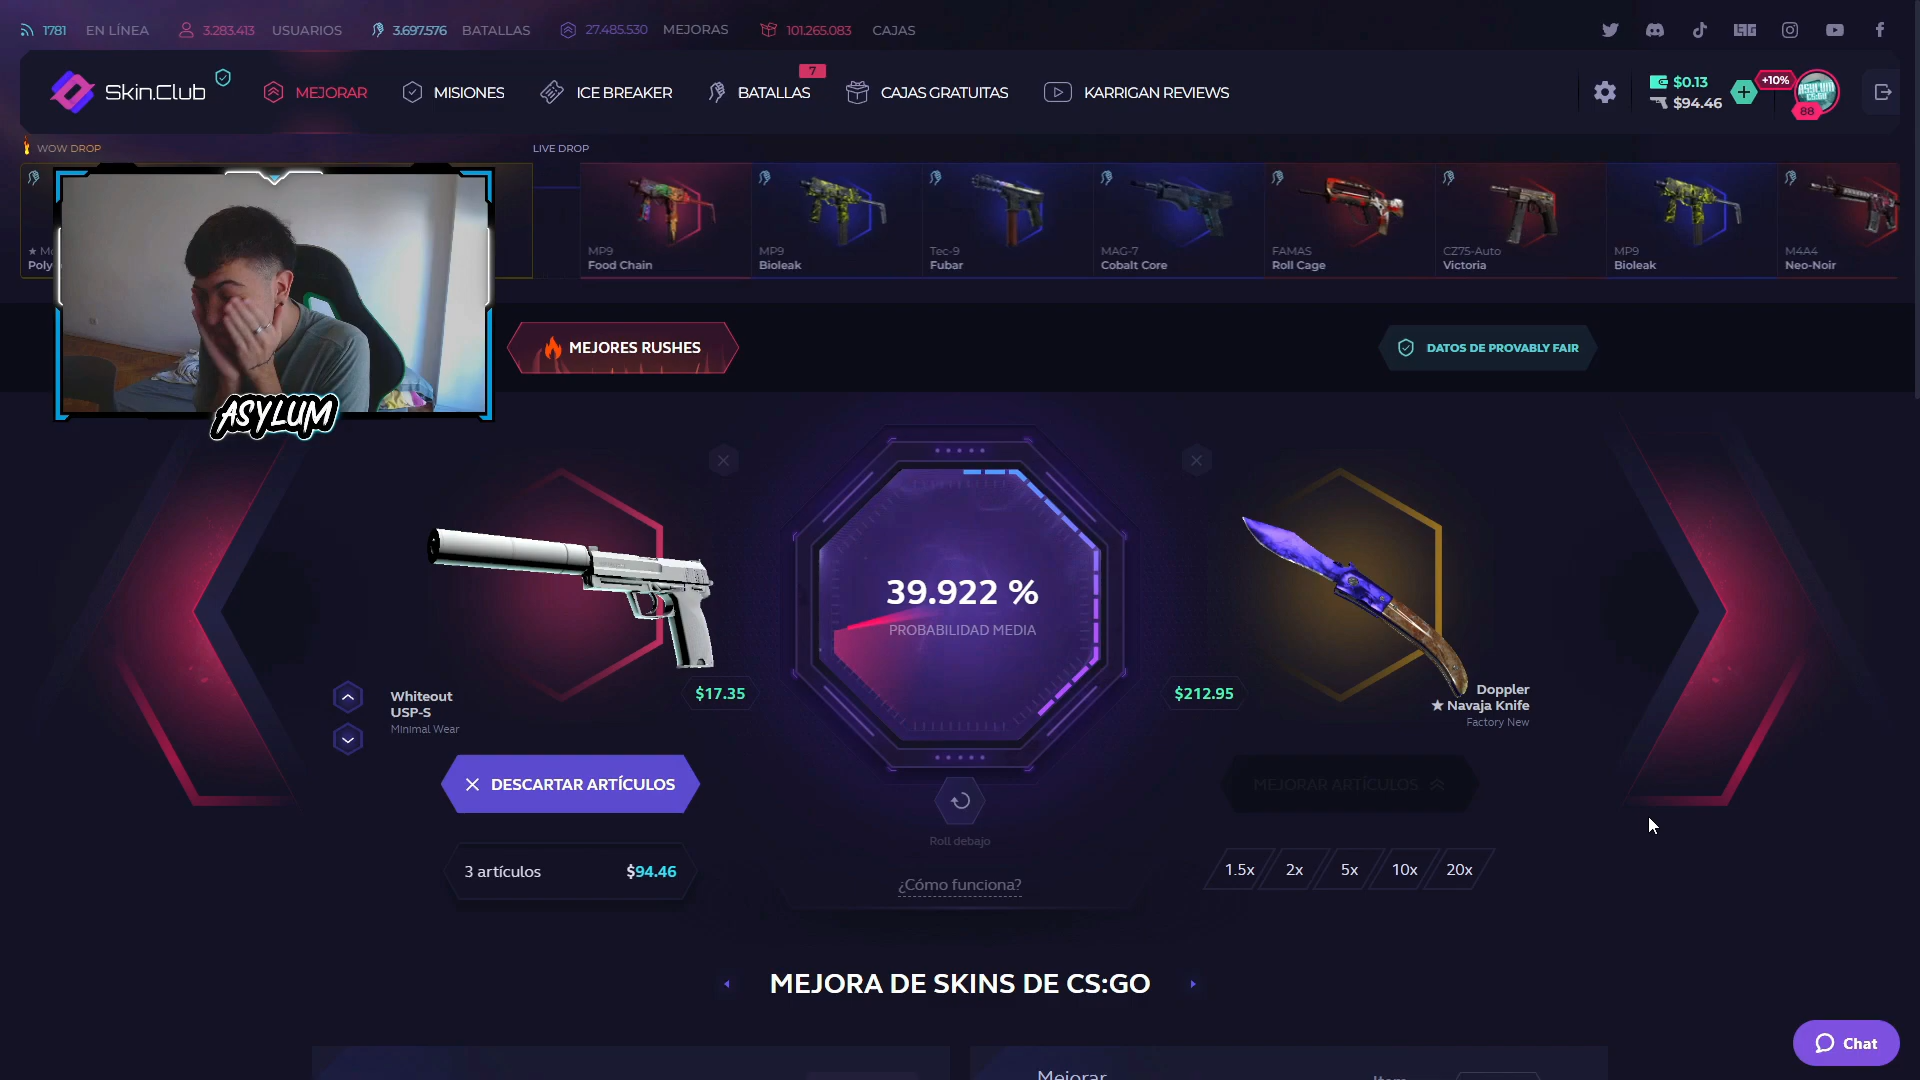 1781 EN LÍNEA 3.283.413 USUARIOS 3.697.576 BATALLAS 27.485.530 MEJORAS 101.265.083 CAJAS
Skin.Club MEJORAR MISIONES ICE BREAKER 7 BATALLAS CAJAS GRATUITAS KARRIGAN REVIEWS
$0.13
$94.46
+10%
88
WOW DROP
LIVE DROP
MP9
Food Chain
MP9
Bioleak
Tec-9
Fubar
MAG-7
Cobalt Core
FAMAS
Roll Cage
CZ75-Auto
Victoria
MP9
Bioleak
M4A4
Neo-Noir
ASYLUM
MEJORES RUSHES
DATOS DE PROVABLY FAIR
39.922 %
PROBABILIDAD MEDIA
Whiteout
USP-S
Minimal Wear
$17.35
$212.95
Doppler
★ Navaja Knife
Factory New
DESCARTAR ARTÍCULOS
MEJORAR ARTÍCULOS
Roll debajo
3 artículos $94.46
¿Cómo funciona?
1.5x 2x 5x 10x 20x
MEJORA DE SKINS DE CS:GO
Mejorar
Chat